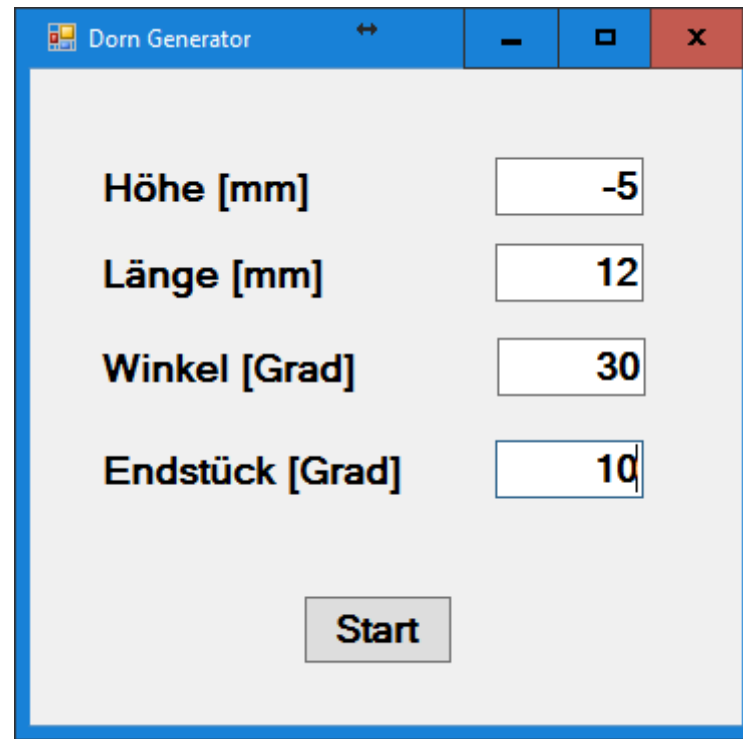 Dorn Generator
Höhe [mm] -5
Länge [mm] 12
Winkel [Grad] 30
Endstück [Grad] 10
Start